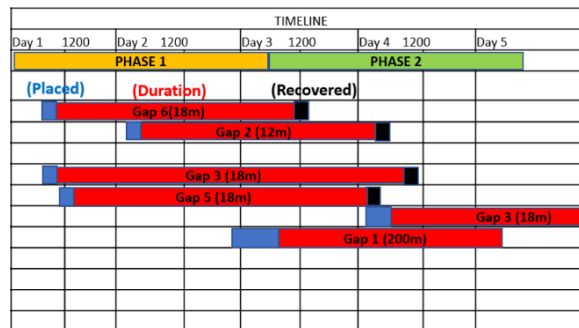 TIMELINE
Day 1 1200 Day 2 1200 Day 3 1200 Day 4 1200 Day 5
PHASE 1 PHASE 2
(Placed) (Duration) (Recovered)
Gap 6(18m)
Gap 2 (12m)
Gap 3 (18m)
Gap 5 (18m)
Gap 3 (18m)
Gap 1 (200m)